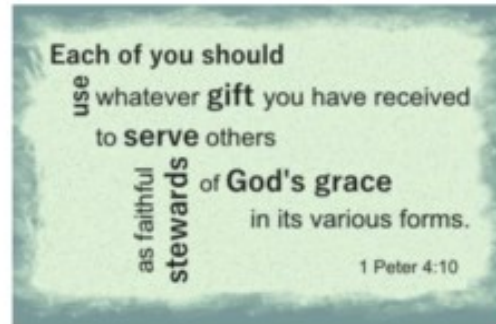 Each of you should
use whatever gift you have received
to serve others
as faithful
stewards
of God's grace
in its various forms.
1 Peter 4:10